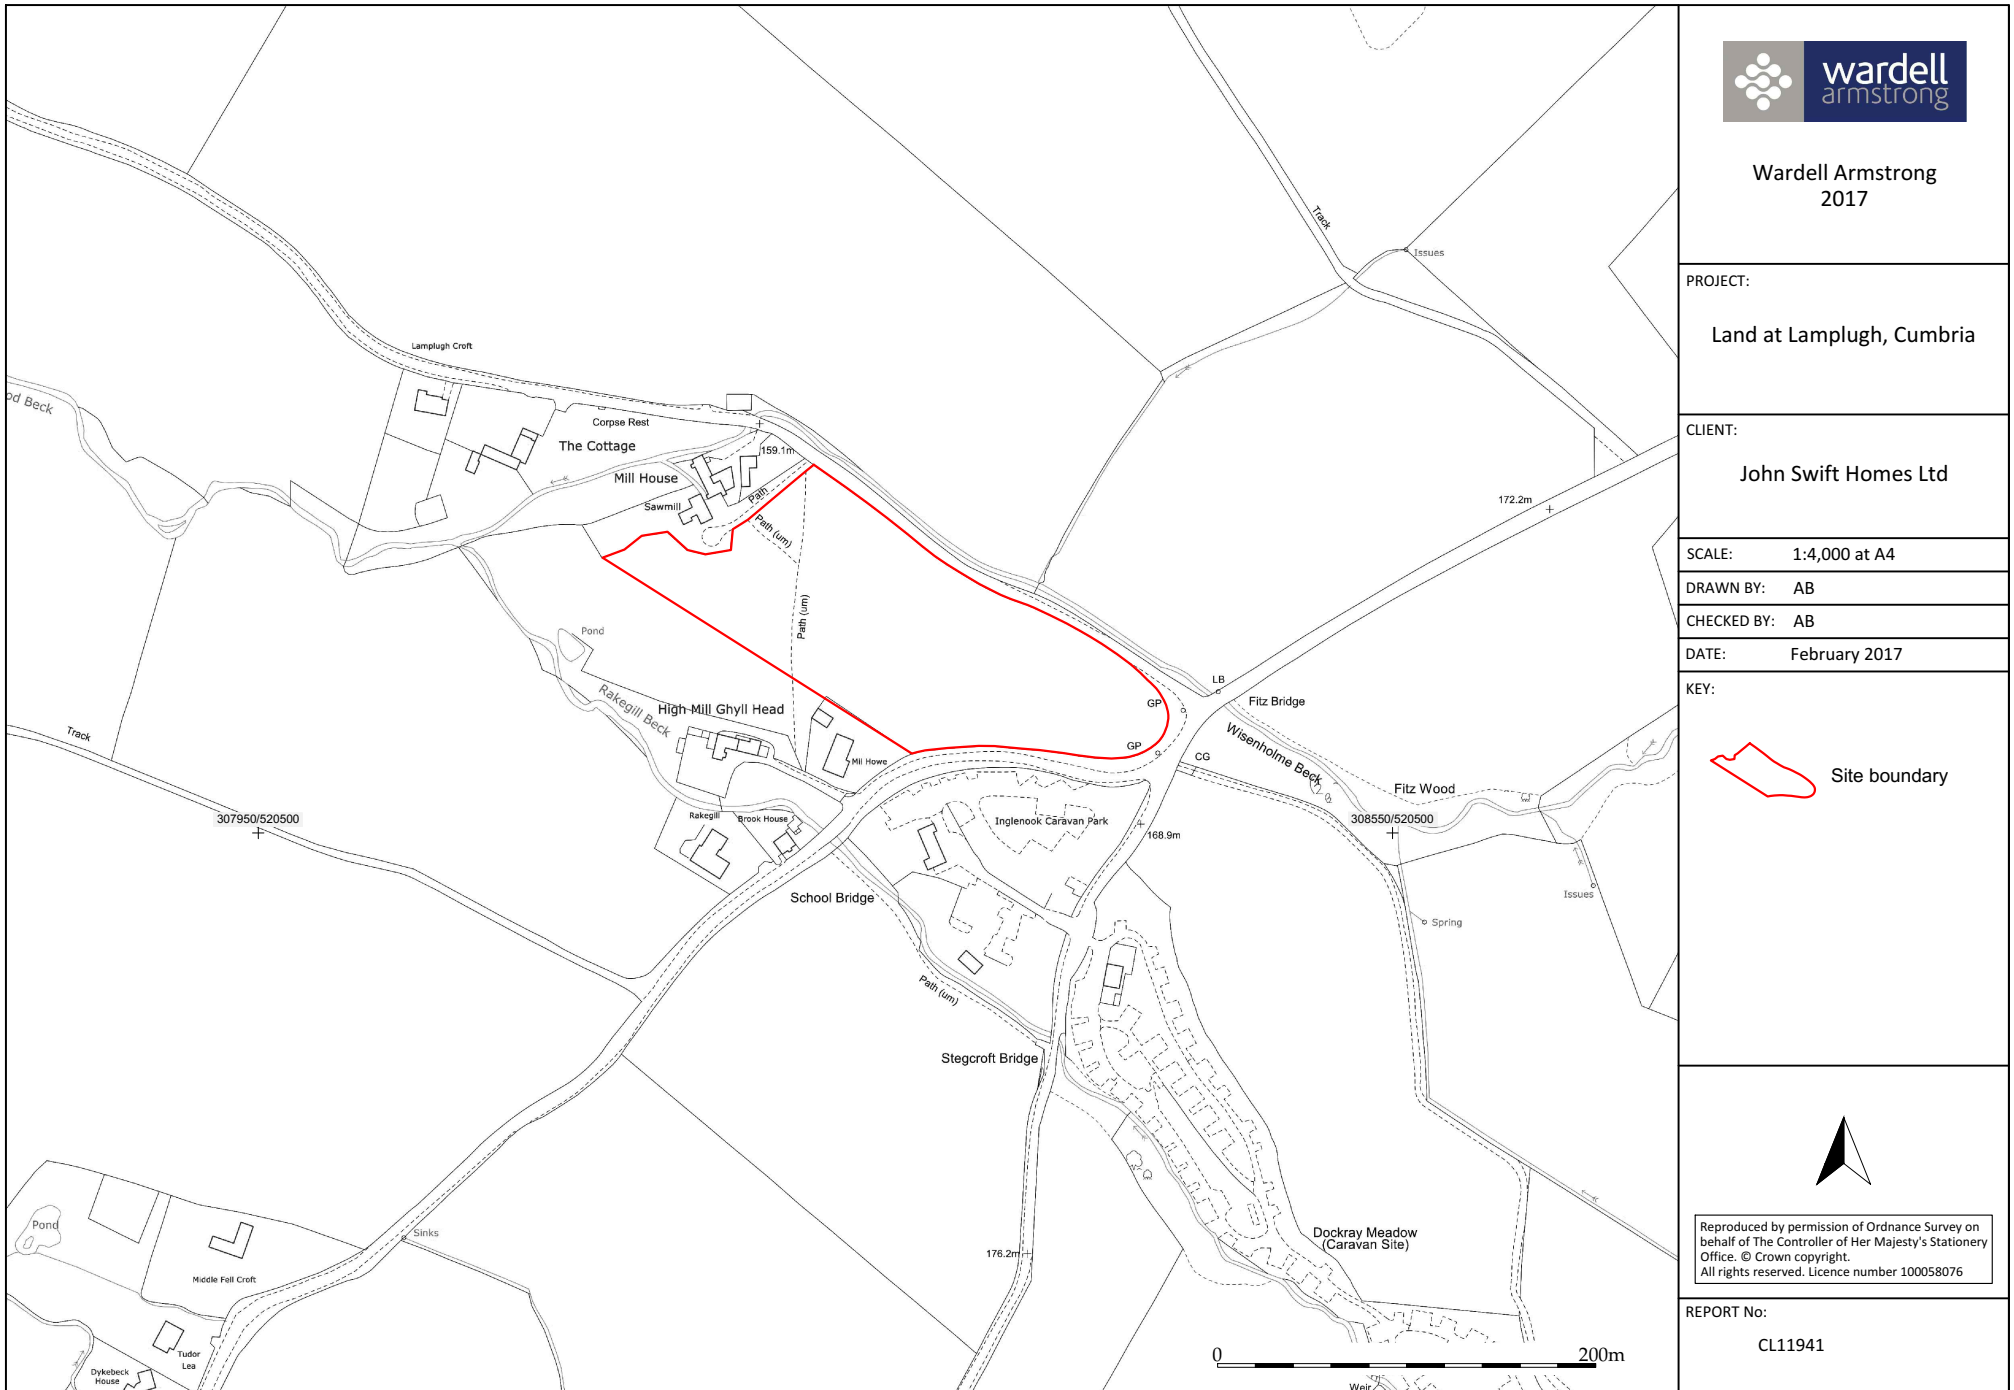 Track
Issues
Lamplugh Croft
od Beck
Corpse Rest
The Cottage
159.1m
Mill House
Path
Sawmill
Path (um)
172.2m
Path (um)
Pond
Rakegill Beck
High Mill Ghyll Head
LB
GP
Fitz Bridge
Track
GP
CG
Wisenholme Beck
Mil Howe
Fitz Wood
307950/520500
Rakegill
Brook House
Inglenook Caravan Park
168.9m
308550/520500
School Bridge
Issues
Spring
Path (um)
Stegcroft Bridge
Pond
Sinks
Dockray Meadow
(Caravan Site)
176.2m
Middle Fell Croft
Tudor
Lea
Dykebeck
House
0
200m
Weir
wardell
armstrong
Wardell Armstrong
2017
PROJECT:
Land at Lamplugh, Cumbria
CLIENT:
John Swift Homes Ltd
SCALE: 1:4,000 at A4
DRAWN BY: AB
CHECKED BY: AB
DATE: February 2017
KEY:
Site boundary
Reproduced by permission of Ordnance Survey on
behalf of The Controller of Her Majesty's Stationery
Office. © Crown copyright.
All rights reserved. Licence number 100058076
REPORT No:
CL11941